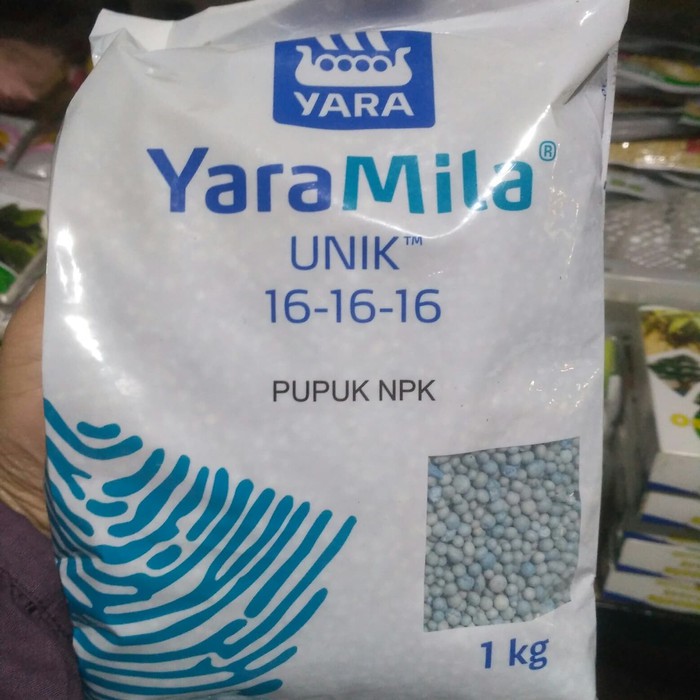 YARA
YaraMila®
UNIK™
16-16-16
PUPUK NPK
1 kg